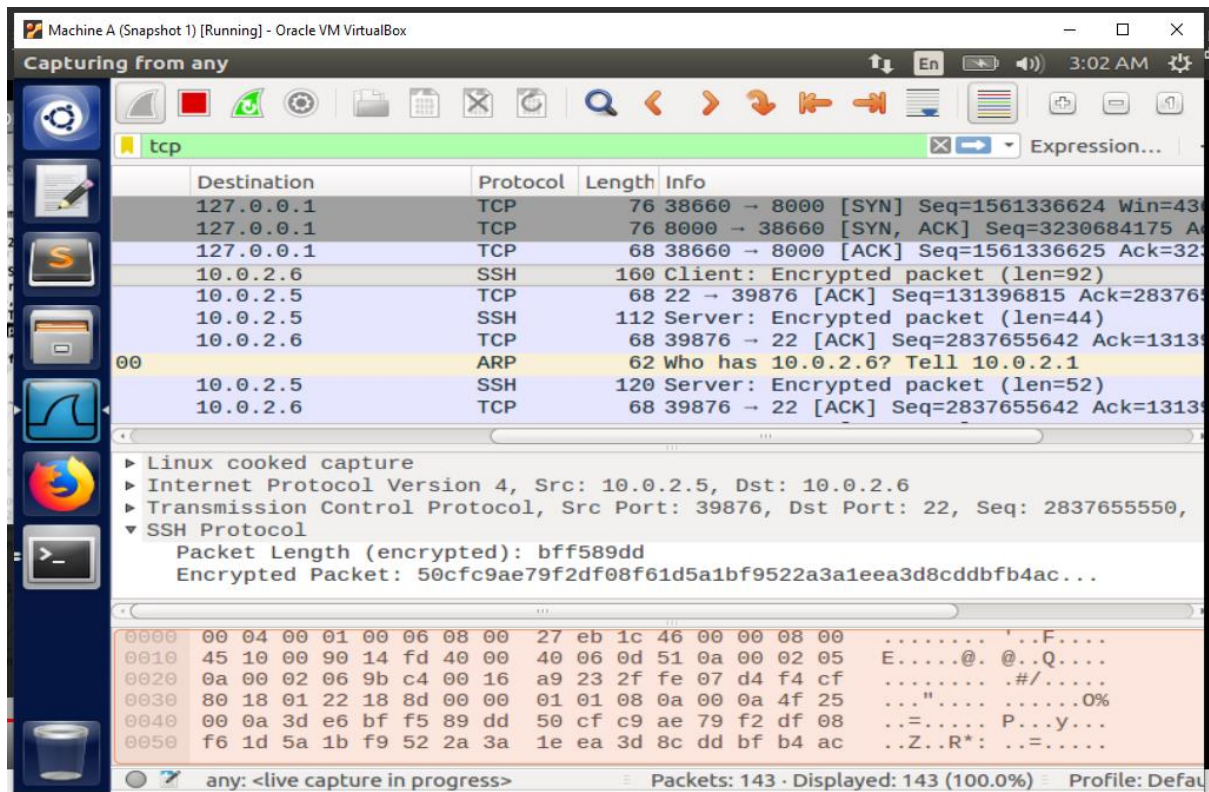 Machine A (Snapshot 1) [Running] - Oracle VM VirtualBox
Capturing from any En 3:02 AM
tcp Expression...
Destination Protocol Length Info
127.0.0.1 TCP 76 38660 → 8000 [SYN] Seq=1561336624 Win=436
127.0.0.1 TCP 76 8000 → 38660 [SYN, ACK] Seq=3230684175 A
127.0.0.1 TCP 68 38660 → 8000 [ACK] Seq=1561336625 Ack=32
10.0.2.6 SSH 160 Client: Encrypted packet (len=92)
10.0.2.5 TCP 68 22 → 39876 [ACK] Seq=131396815 Ack=28376
10.0.2.5 SSH 112 Server: Encrypted packet (len=44)
10.0.2.6 TCP 68 39876 → 22 [ACK] Seq=2837655642 Ack=1313
00 ARP 62 Who has 10.0.2.6? Tell 10.0.2.1
10.0.2.5 SSH 120 Server: Encrypted packet (len=52)
10.0.2.6 TCP 68 39876 → 22 [ACK] Seq=2837655642 Ack=1313
Linux cooked capture
Internet Protocol Version 4, Src: 10.0.2.5, Dst: 10.0.2.6
Transmission Control Protocol, Src Port: 39876, Dst Port: 22, Seq: 2837655550,
SSH Protocol
Packet Length (encrypted): bff589dd
Encrypted Packet: 50cfc9ae79f2df08f61d5a1bf9522a3a1eea3d8cddbfb4ac...
0000 00 04 00 01 00 06 08 00 27 eb 1c 46 00 00 08 00 ........ '..F....
0010 45 10 00 90 14 fd 40 00 40 06 0d 51 0a 00 02 05 E.....@. @..Q....
0020 0a 00 02 06 9b c4 00 16 a9 23 2f fe 07 d4 f4 cf ........ .#/.....
0030 80 18 01 22 18 8d 00 00 01 01 08 0a 00 0a 4f 25 ...".... ......O%
0040 00 0a 3d e6 bf f5 89 dd 50 cf c9 ae 79 f2 df 08 ..=..... P...y...
0050 f6 1d 5a 1b f9 52 2a 3a 1e ea 3d 8c dd bf b4 ac ..Z..R*: ..=.....
any: <live capture in progress> Packets: 143 · Displayed: 143 (100.0%) Profile: Defau